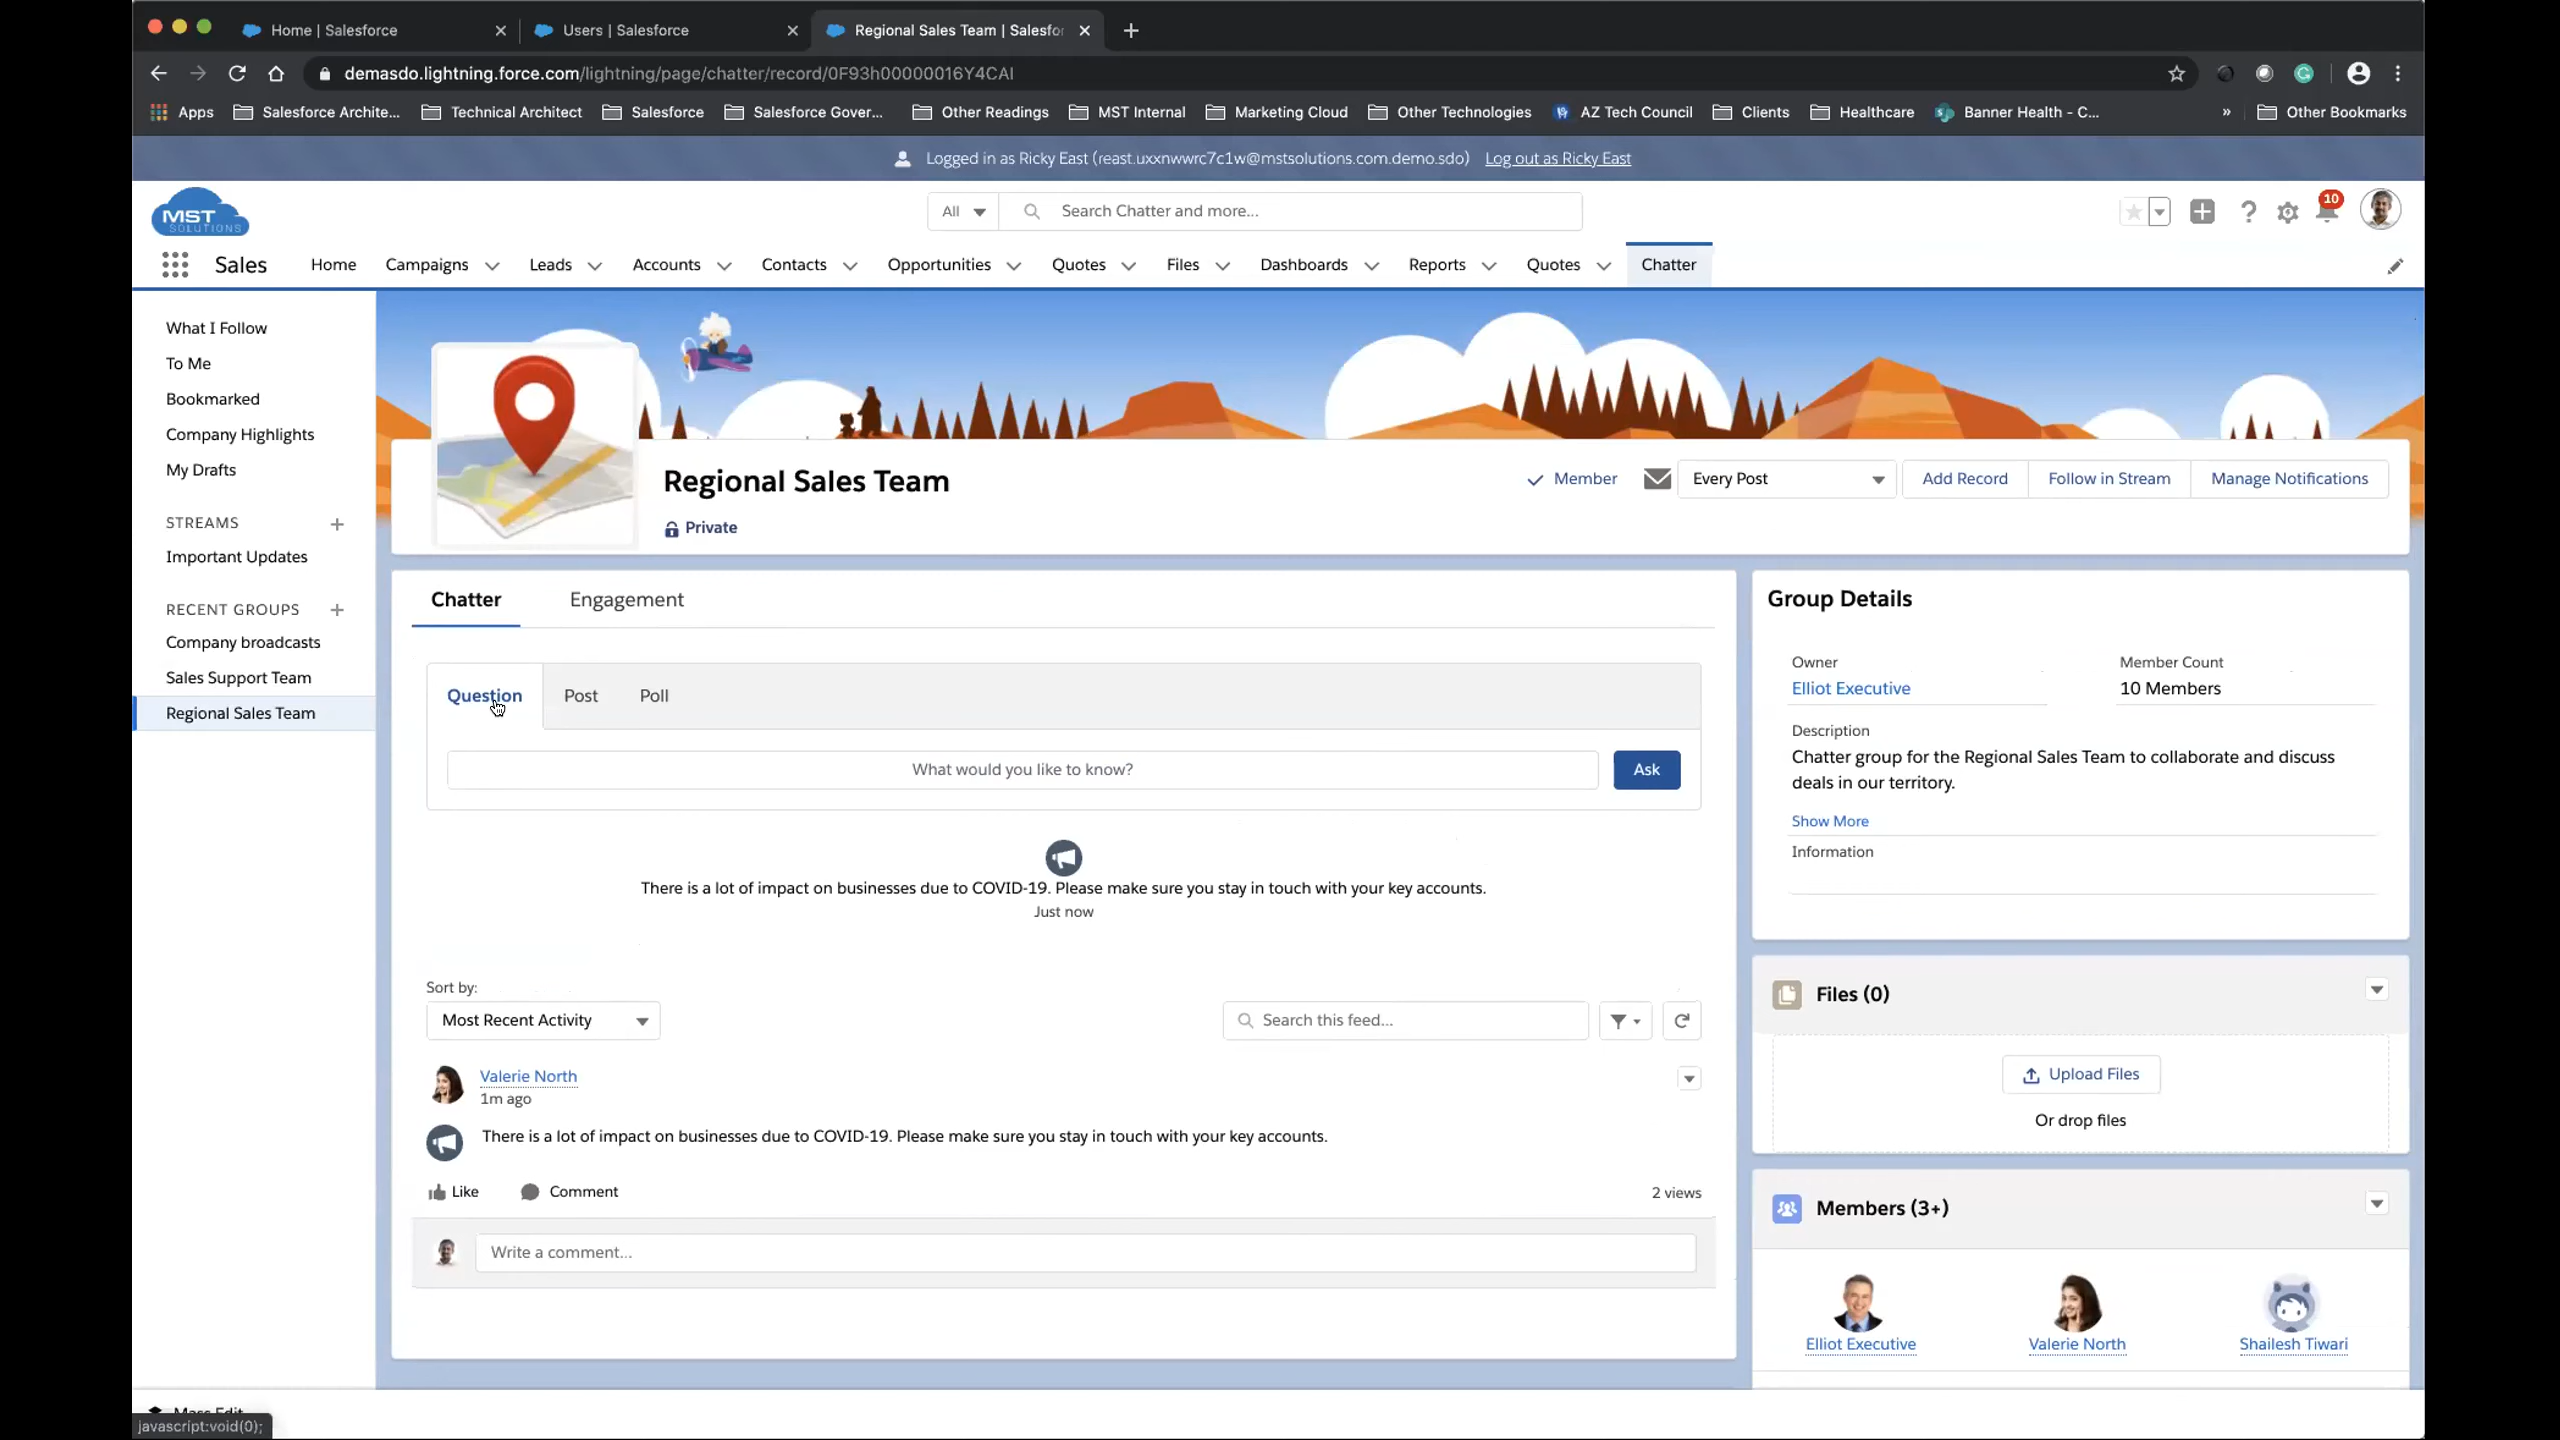 Home | Salesforce
Users | Salesforce
Regional Sales Team | Salesfor
demasdo.lightning.force.com/lightning/page/chatter/record/0F93h00000016Y4CAI
Apps Salesforce Archite... Technical Architect Salesforce Salesforce Gover... Other Readings MST Internal Marketing Cloud Other Technologies AZ Tech Council Clients Healthcare Banner Health - C... » Other Bookmarks
Logged in as Ricky East (reast.uxxnwwrc7c1w@mstsolutions.com.demo.sdo) Log out as Ricky East
MST
SOLUTIONS
All Search Chatter and more...
10
Sales Home Campaigns Leads Accounts Contacts Opportunities Quotes Files Dashboards Reports Quotes Chatter
What I Follow
To Me
Bookmarked
Company Highlights
My Drafts
STREAMS
Important Updates
RECENT GROUPS
Company broadcasts
Sales Support Team
Regional Sales Team
Regional Sales Team
Private
Member Every Post Add Record Follow in Stream Manage Notifications
Chatter Engagement
Question Post Poll
What would you like to know? Ask
There is a lot of impact on businesses due to COVID-19. Please make sure you stay in touch with your key accounts.
Just now
Sort by:
Most Recent Activity Search this feed...
Valerie North
1m ago
There is a lot of impact on businesses due to COVID-19. Please make sure you stay in touch with your key accounts.
Like Comment 2 views
Write a comment...
Group Details
Owner Member Count
Elliot Executive 10 Members
Description
Chatter group for the Regional Sales Team to collaborate and discuss
deals in our territory.
Show More
Information
Files (0)
Upload Files
Or drop files
Members (3+)
Elliot Executive Valerie North Shailesh Tiwari
Mass Edit
javascript:void(0);